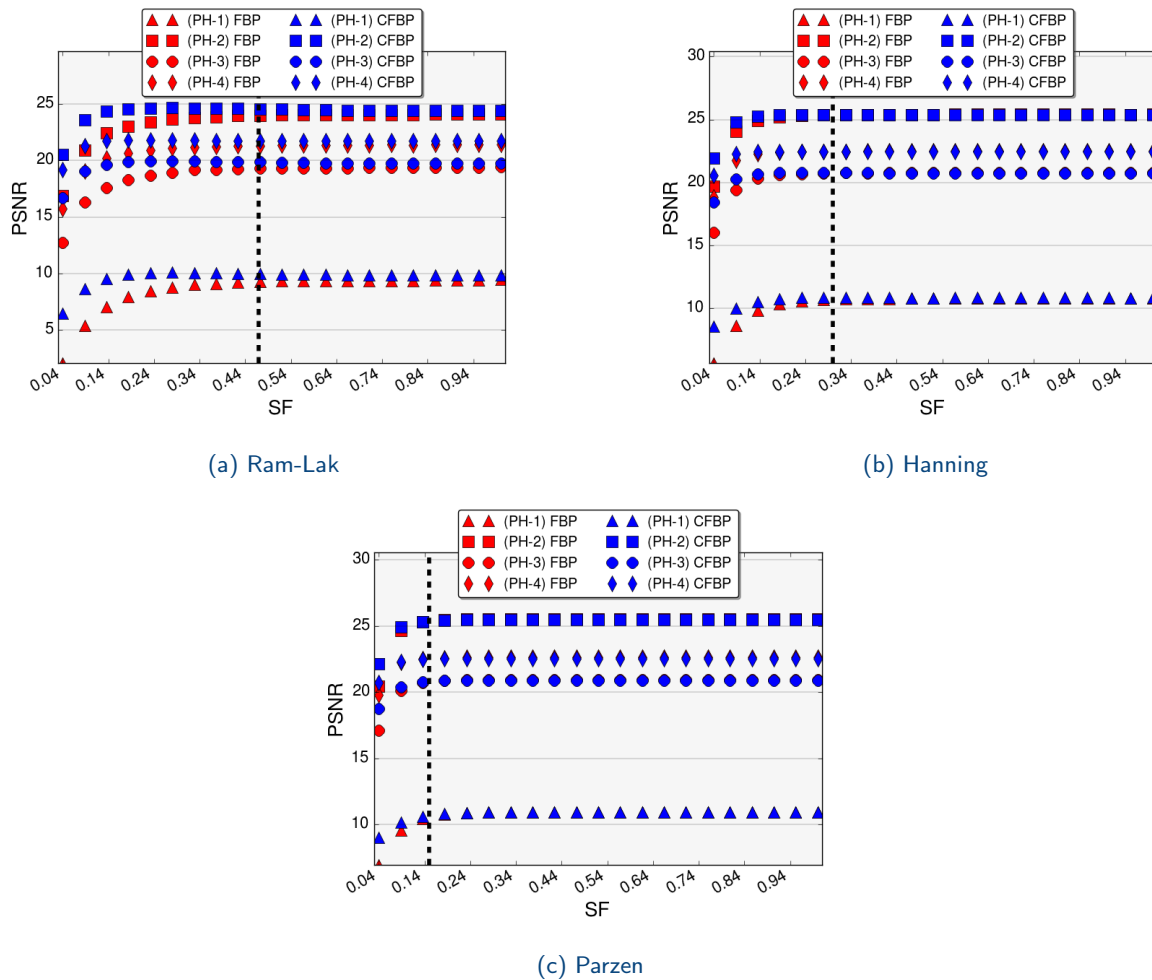 (PH-1) FBP (PH-1) CFBP
(PH-2) FBP (PH-2) CFBP
(PH-3) FBP (PH-3) CFBP
(PH-4) FBP (PH-4) CFBP
25
20
15
10
5
PSNR
0.04 0.14 0.24 0.34 0.44 0.54 0.64 0.74 0.84 0.94
SF
(a) Ram-Lak
(PH-1) FBP (PH-1) CFBP
(PH-2) FBP (PH-2) CFBP
(PH-3) FBP (PH-3) CFBP
(PH-4) FBP (PH-4) CFBP
30
25
20
15
10
PSNR
0.04 0.14 0.24 0.34 0.44 0.54 0.64 0.74 0.84 0.94
SF
(b) Hanning
(PH-1) FBP (PH-1) CFBP
(PH-2) FBP (PH-2) CFBP
(PH-3) FBP (PH-3) CFBP
(PH-4) FBP (PH-4) CFBP
30
25
20
15
10
PSNR
0.04 0.14 0.24 0.34 0.44 0.54 0.64 0.74 0.84 0.94
SF
(c) Parzen